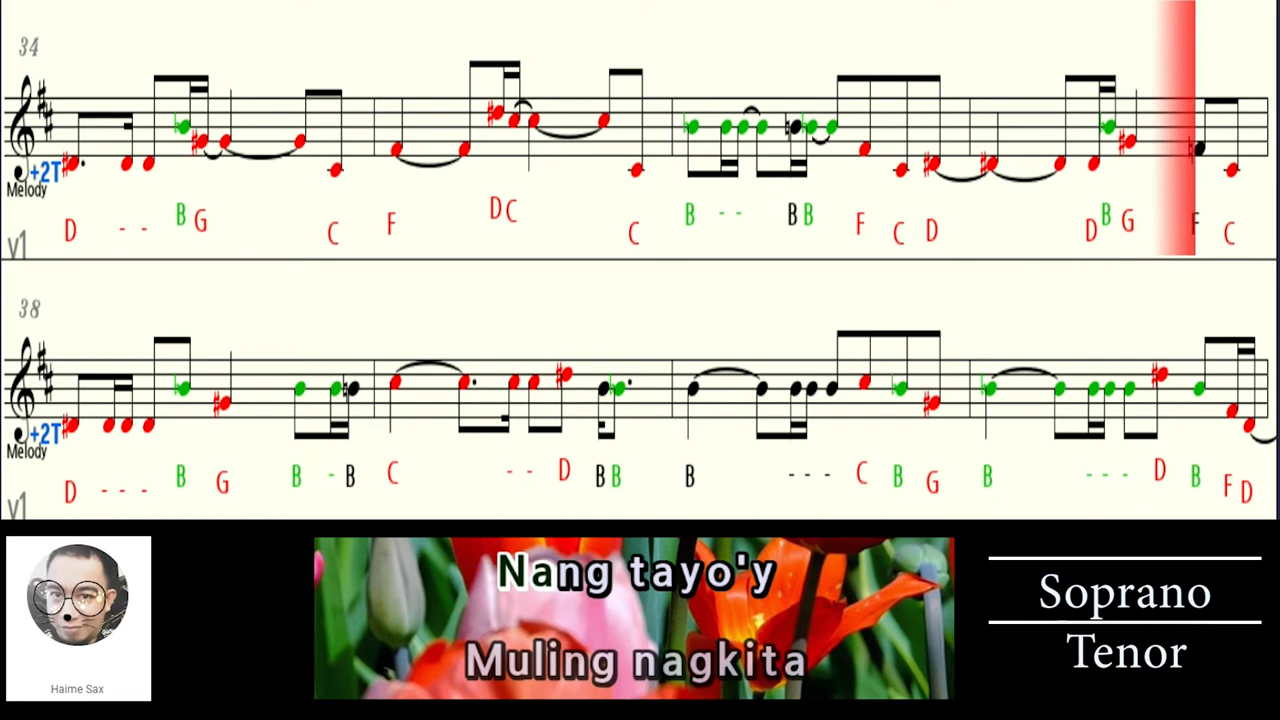 34
+2T
Melody
D - - B G C F D C C B - - B B F C D D B G F C
v1
38
+2T
Melody
D - - - B G B - B C - - D B B B - - - C B G B - - - D B F D
v1
Nang tayo'y
Muling nagkita
Soprano
Tenor
Haime Sax